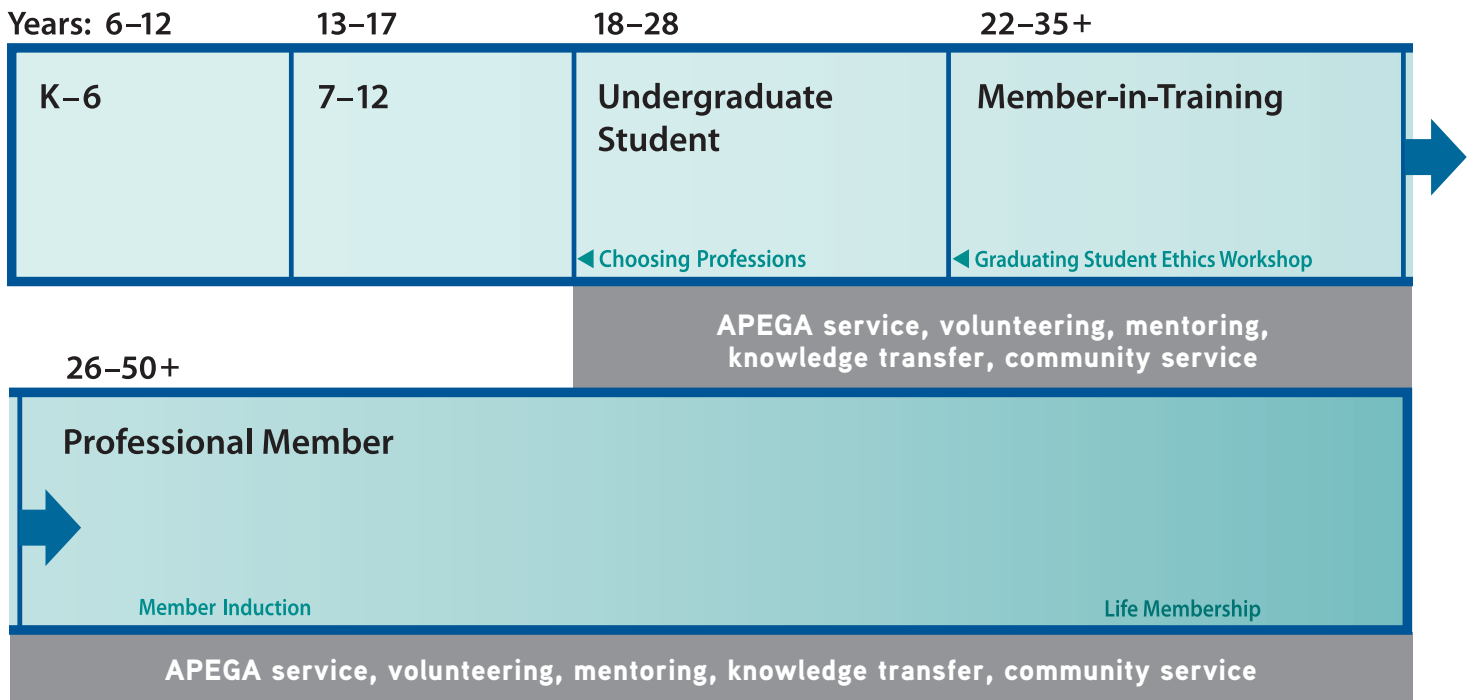 Years: 6–12 13–17 18–28 22–35+
K–6 7–12 Undergraduate Student Member-in-Training
◀ Choosing Professions ◀ Graduating Student Ethics Workshop
APEGA service, volunteering, mentoring,
knowledge transfer, community service
26–50+
Professional Member
Member Induction Life Membership
APEGA service, volunteering, mentoring, knowledge transfer, community service